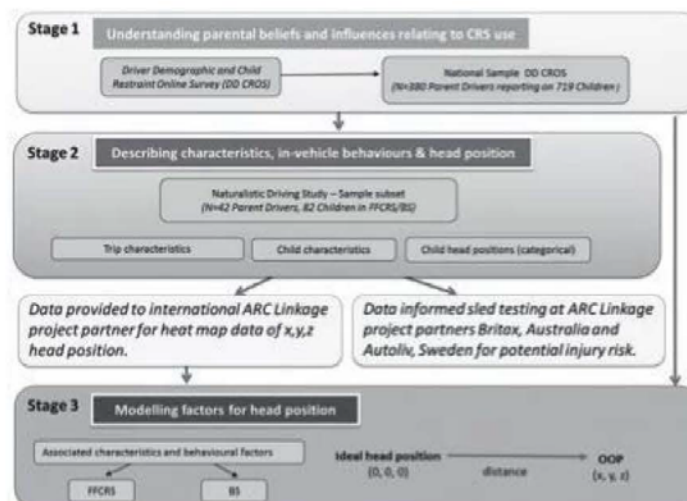 Stage 1
Understanding parental beliefs and influences relating to CRS use
Driver Demographic and Child
Restraint Online Survey (DD CROS)
National Sample DD CROS
(N=380 Parent Drivers reporting on 719 Children )
Stage 2
Describing characteristics, in-vehicle behaviours & head position
Naturalistic Driving Study – Sample subset
(N=42 Parent Drivers, 82 Children in FFCRS/BS)
Trip characteristics
Child characteristics
Child head positions (categorical)
Data provided to international ARC Linkage
project partner for heat map data of x,y,z
head position.
Data informed sled testing at ARC Linkage
project partners Britax, Australia and
Autoliv, Sweden for potential injury risk.
Stage 3
Modelling factors for head position
Associated characteristics and behavioural factors
FFCRS
BS
Ideal head position
(0, 0, 0)
distance
OOP
(x, y, z)